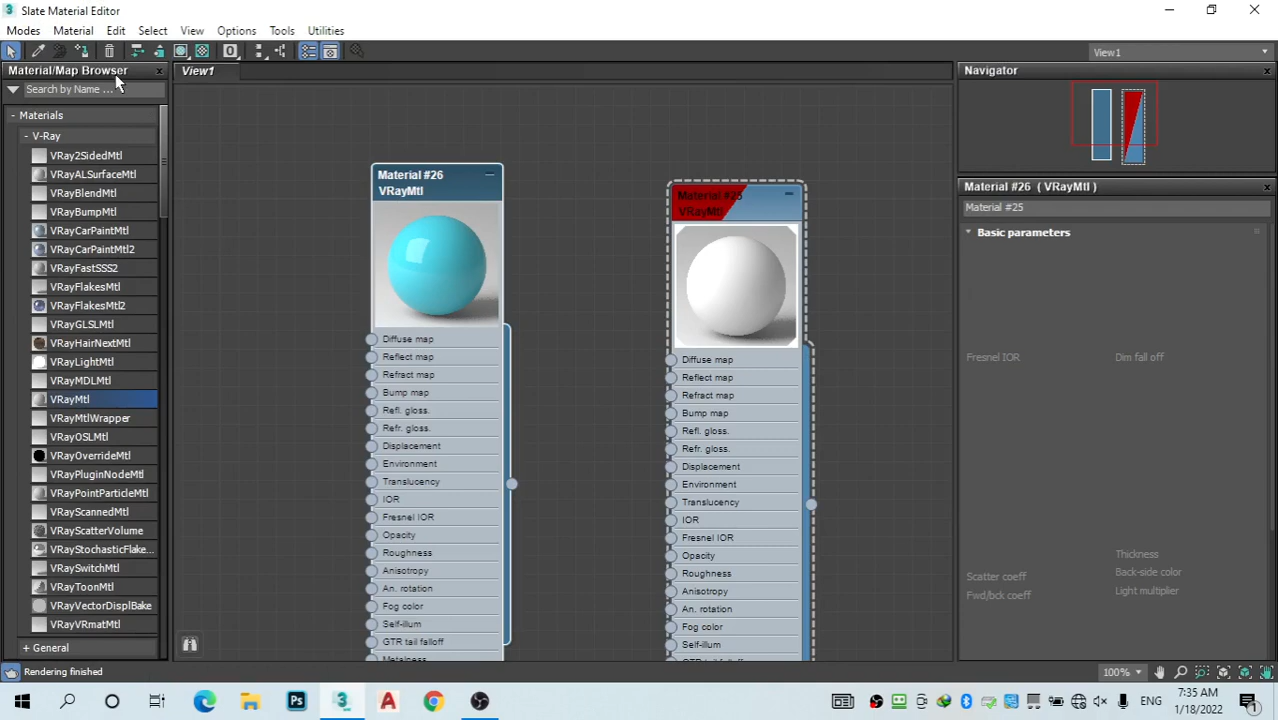 Slate Material Editor
Modes Material Edit Select View Options Tools Utilities
View1
Material/Map Browser
Search by Name ...
- Materials
- V-Ray
VRay2SidedMtl
VRayALSurfaceMtl
VRayBlendMtl
VRayBumpMtl
VRayCarPaintMtl
VRayCarPaintMtl2
VRayFastSSS2
VRayFlakesMtl
VRayFlakesMtl2
VRayGLSLMtl
VRayHairNextMtl
VRayLightMtl
VRayMDLMtl
VRayMtl
VRayMtlWrapper
VRayOSLMtl
VRayOverrideMtl
VRayPluginNodeMtl
VRayPointParticleMtl
VRayScannedMtl
VRayScatterVolume
VRayStochasticFlake...
VRaySwitchMtl
VRayToonMtl
VRayVectorDisplBake
VRayVRmatMtl
+ General
View1
Material #26
VRayMtl
Diffuse map
Reflect map
Refract map
Bump map
Refl. gloss.
Refr. gloss.
Displacement
Environment
Translucency
IOR
Fresnel IOR
Opacity
Roughness
Anisotropy
An. rotation
Fog color
Self-illum
GTR tail falloff
Metalness
Material #25
VRayMtl
Diffuse map
Reflect map
Refract map
Bump map
Refl. gloss.
Refr. gloss.
Displacement
Environment
Translucency
IOR
Fresnel IOR
Opacity
Roughness
Anisotropy
An. rotation
Fog color
Self-illum
Navigator
Material #26 ( VRayMtl )
Material #25
Basic parameters
Fresnel IOR Dim fall off
Thickness
Scatter coeff Back-side color
Fwd/bck coeff Light multiplier
Rendering finished
100%
ENG
7:35 AM
1/18/2022